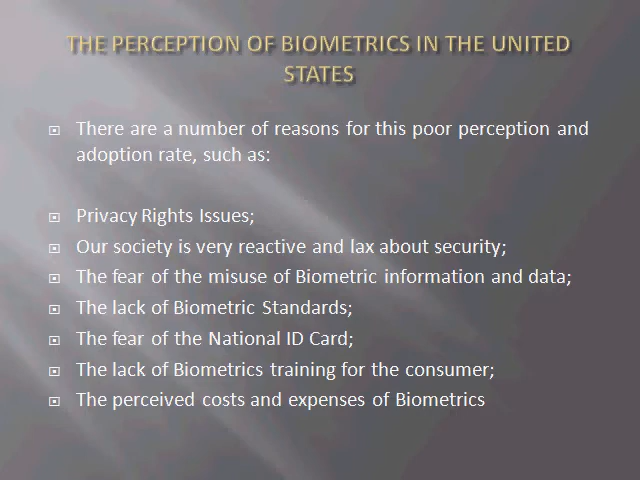 THE PERCEPTION OF BIOMETRICS IN THE UNITED
STATES
There are a number of reasons for this poor perception and
adoption rate, such as:
Privacy Rights Issues;
Our society is very reactive and lax about security;
The fear of the misuse of Biometric information and data;
The lack of Biometric Standards;
The fear of the National ID Card;
The lack of Biometrics training for the consumer;
The perceived costs and expenses of Biometrics